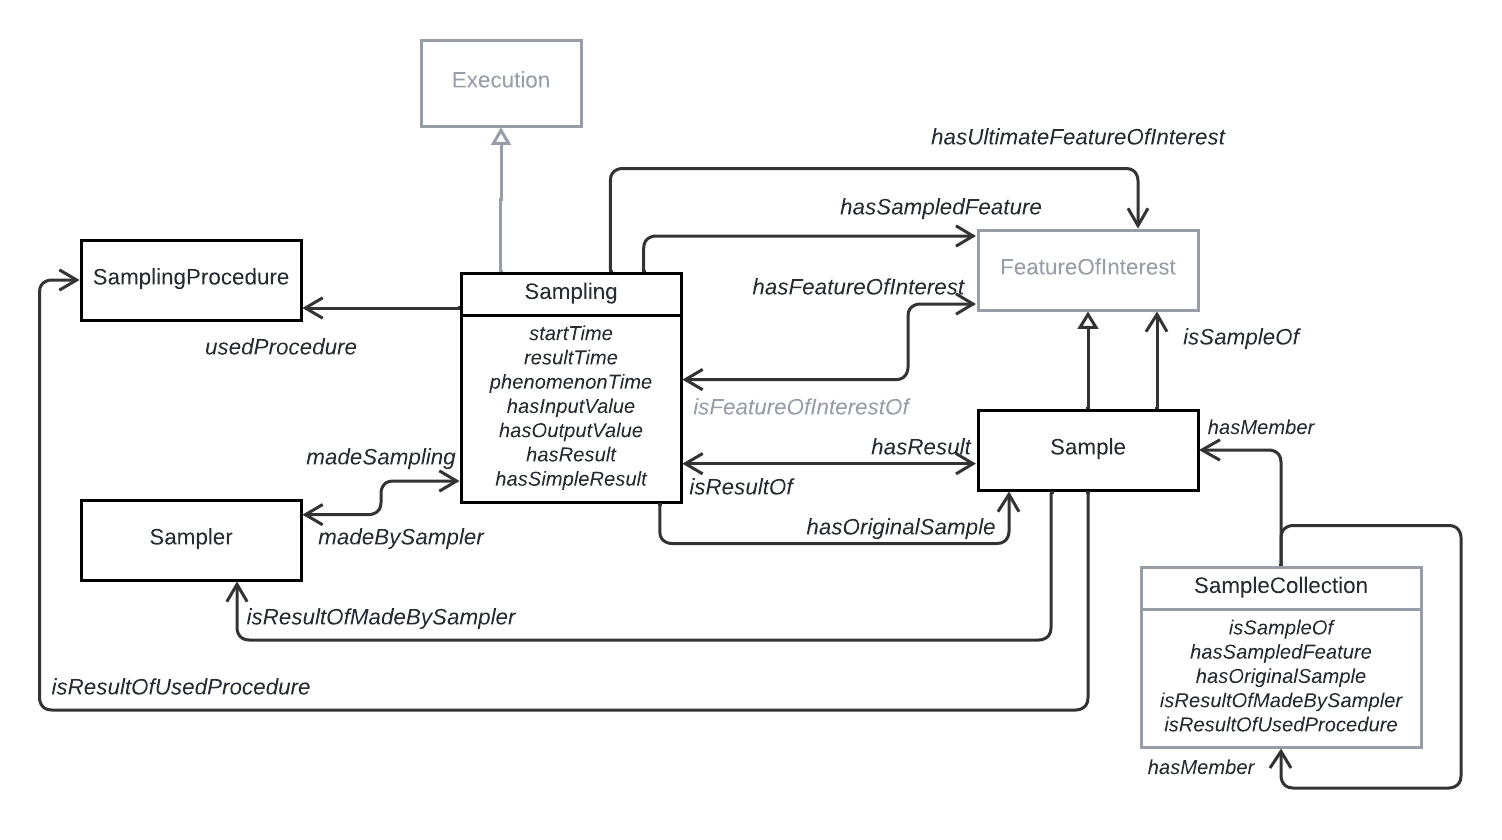 Execution
hasUltimateFeatureOfInterest
hasSampledFeature
FeatureOfInterest
SamplingProcedure
Sampling
hasFeatureOfInterest
usedProcedure
startTime
resultTime
phenomenonTime
hasInputValue
hasOutputValue
hasResult
hasSimpleResult
isSampleOf
isFeatureOfInterestOf
hasMember
Sample
hasResult
isResultOf
madeSampling
madeBySampler
Sampler
hasOriginalSample
isResultOfMadeBySampler
isResultOfUsedProcedure
SampleCollection
isSampleOf
hasSampledFeature
hasOriginalSample
isResultOfMadeBySampler
isResultOfUsedProcedure
hasMember